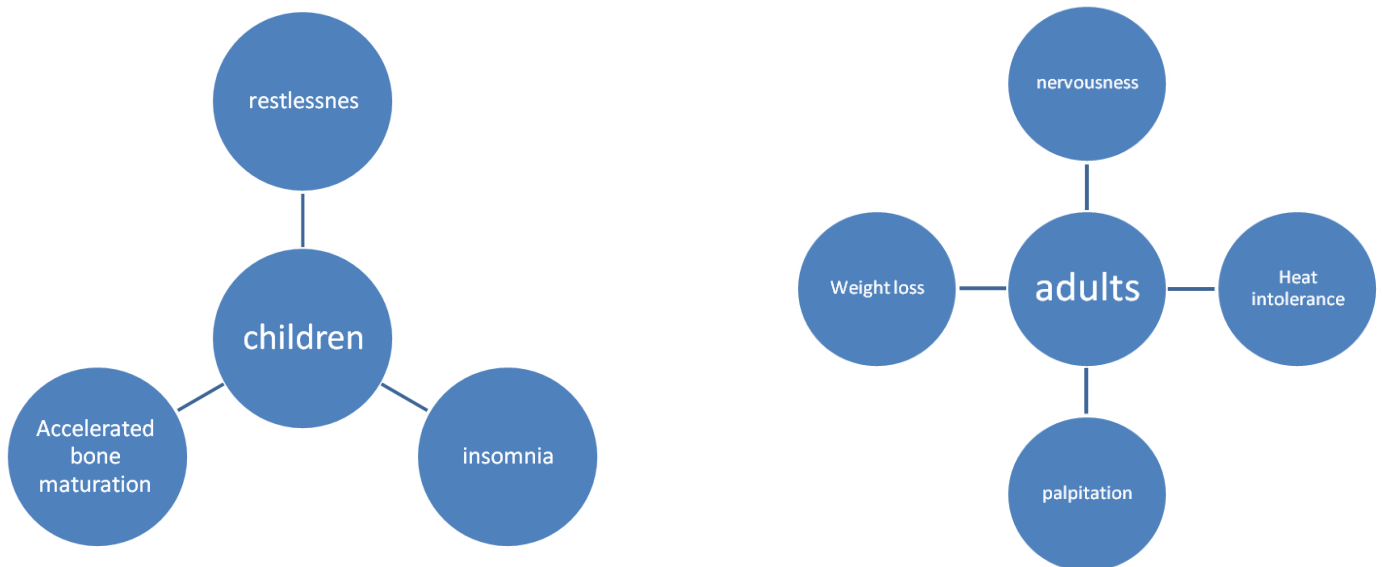 restlessnes
children
Accelerated
bone
maturation
insomnia
nervousness
Weight loss
adults
Heat
intolerance
palpitation